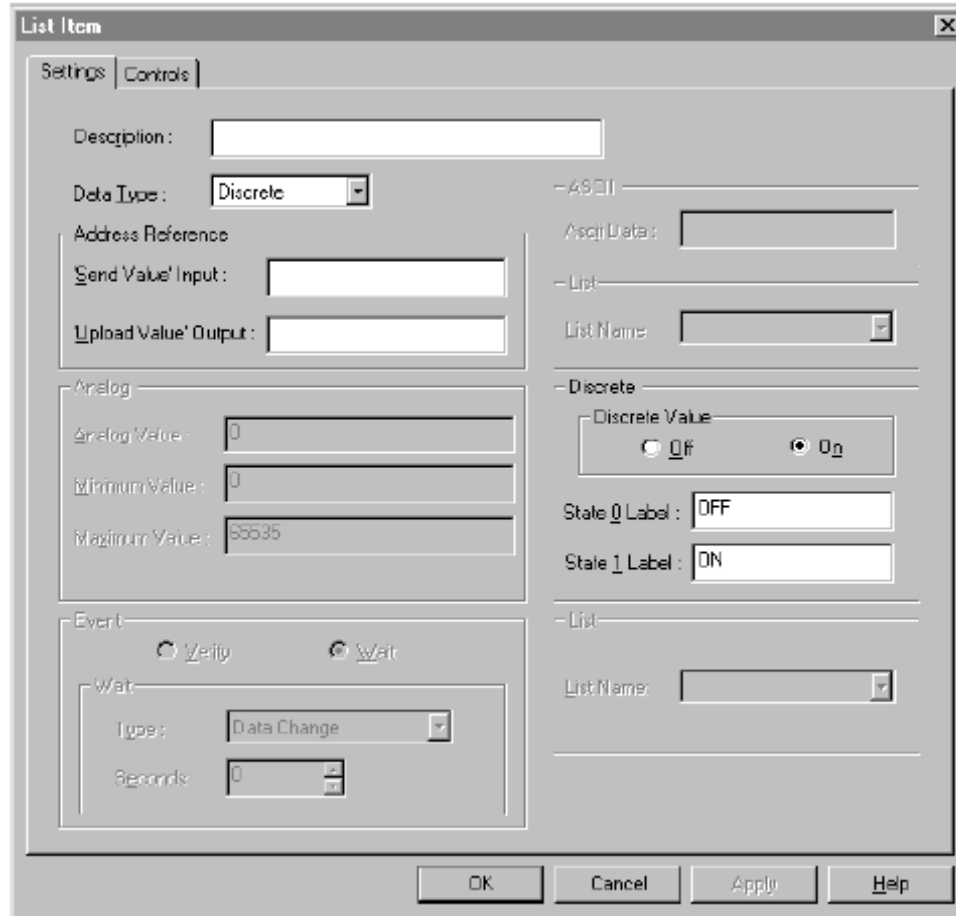 List Item
Settings
Controls
Description :
Data Type :
Discrete
Address Reference
'Send Value' Input :
'Upload Value' Output :
Analog
Analog Value :
0
Minimum Value :
0
Maximum Value :
65535
Event
Verify
Wait
Wait
Type :
Data Change
Seconds
0
ASCII
Ascii Data :
List
List Name
Discrete
Discrete Value
Off
On
State 0 Label :
OFF
State 1 Label :
ON
List
List Name:
OK
Cancel
Apply
Help